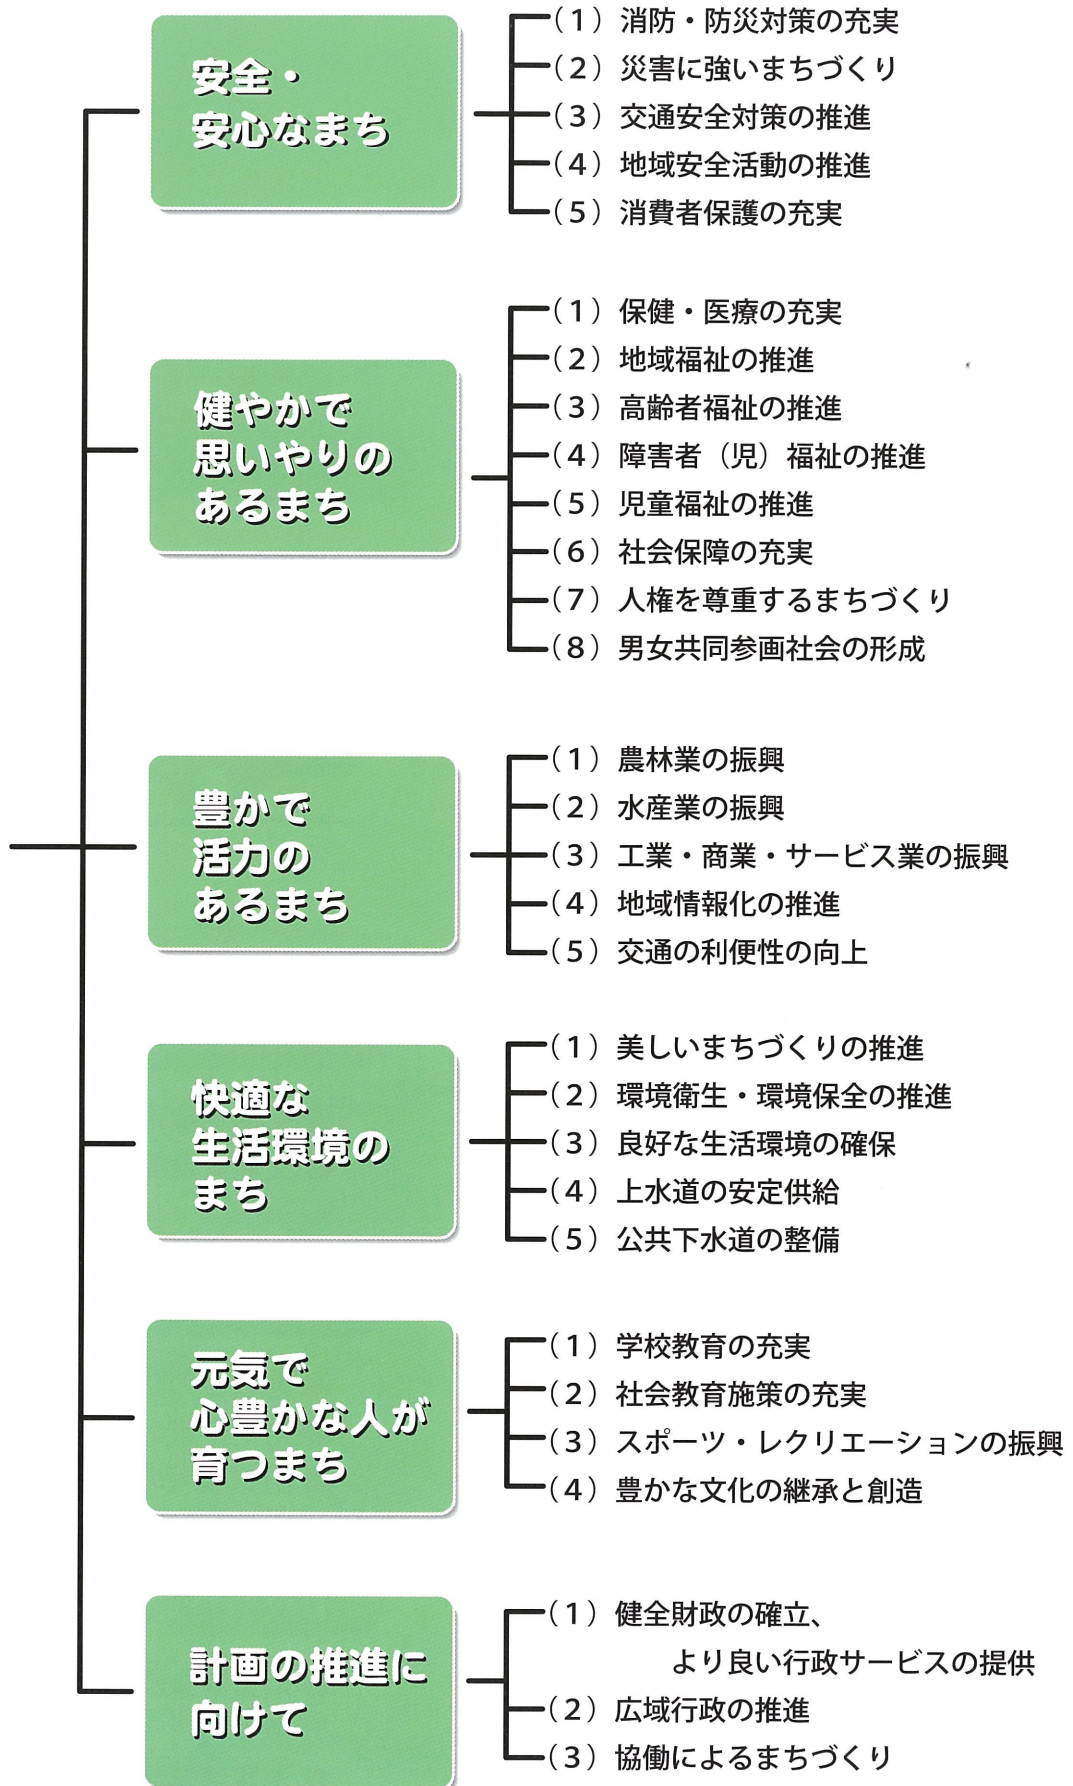 安全・
安心なまち
(1) 消防・防災対策の充実
(2) 災害に強いまちづくり
(3) 交通安全対策の推進
(4) 地域安全活動の推進
(5) 消費者保護の充実
健やかで
思いやりの
あるまち
(1) 保健・医療の充実
(2) 地域福祉の推進
(3) 高齢者福祉の推進
(4) 障害者（児）福祉の推進
(5) 児童福祉の推進
(6) 社会保障の充実
(7) 人権を尊重するまちづくり
(8) 男女共同参画社会の形成
豊かで
活力の
あるまち
(1) 農林業の振興
(2) 水産業の振興
(3) 工業・商業・サービス業の振興
(4) 地域情報化の推進
(5) 交通の利便性の向上
快適な
生活環境の
まち
(1) 美しいまちづくりの推進
(2) 環境衛生・環境保全の推進
(3) 良好な生活環境の確保
(4) 上水道の安定供給
(5) 公共下水道の整備
元気で
心豊かな人が
育つまち
(1) 学校教育の充実
(2) 社会教育施策の充実
(3) スポーツ・レクリエーションの振興
(4) 豊かな文化の継承と創造
計画の推進に
向けて
(1) 健全財政の確立、
より良い行政サービスの提供
(2) 広域行政の推進
(3) 協働によるまちづくり